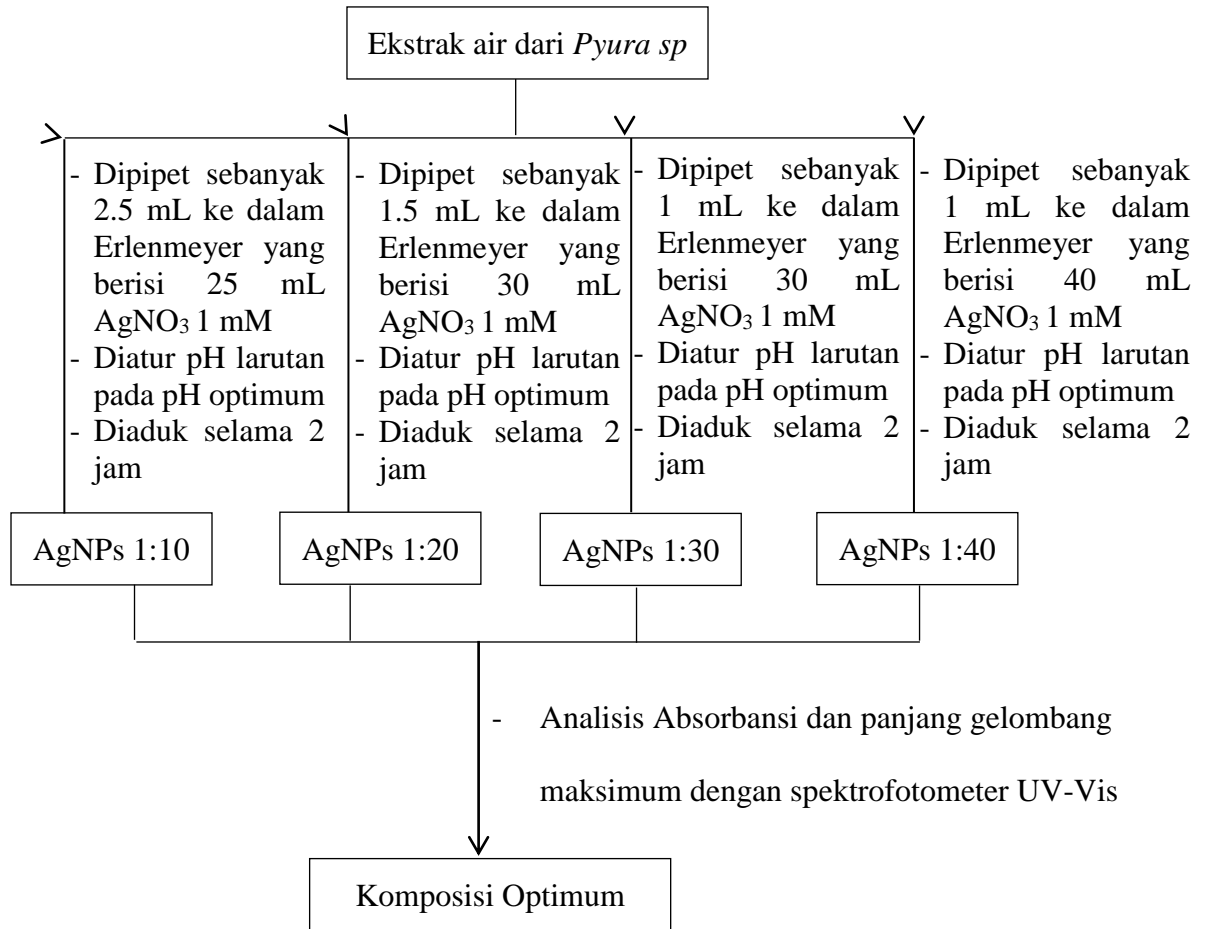 Ekstrak air dari Pyura sp
- Dipipet sebanyak
2.5 mL ke dalam
Erlenmeyer yang
berisi 25 mL
AgNO₃ 1 mM
- Diatur pH larutan
pada pH optimum
- Diaduk selama 2
jam
- Dipipet sebanyak
1.5 mL ke dalam
Erlenmeyer yang
berisi 30 mL
AgNO₃ 1 mM
- Diatur pH larutan
pada pH optimum
- Diaduk selama 2
jam
- Dipipet sebanyak
1 mL ke dalam
Erlenmeyer yang
berisi 30 mL
AgNO₃ 1 mM
- Diatur pH larutan
pada pH optimum
- Diaduk selama 2
jam
- Dipipet sebanyak
1 mL ke dalam
Erlenmeyer yang
berisi 40 mL
AgNO₃ 1 mM
- Diatur pH larutan
pada pH optimum
- Diaduk selama 2
jam
AgNPs 1:10
AgNPs 1:20
AgNPs 1:30
AgNPs 1:40
- Analisis Absorbansi dan panjang gelombang
maksimum dengan spektrofotometer UV-Vis
Komposisi Optimum